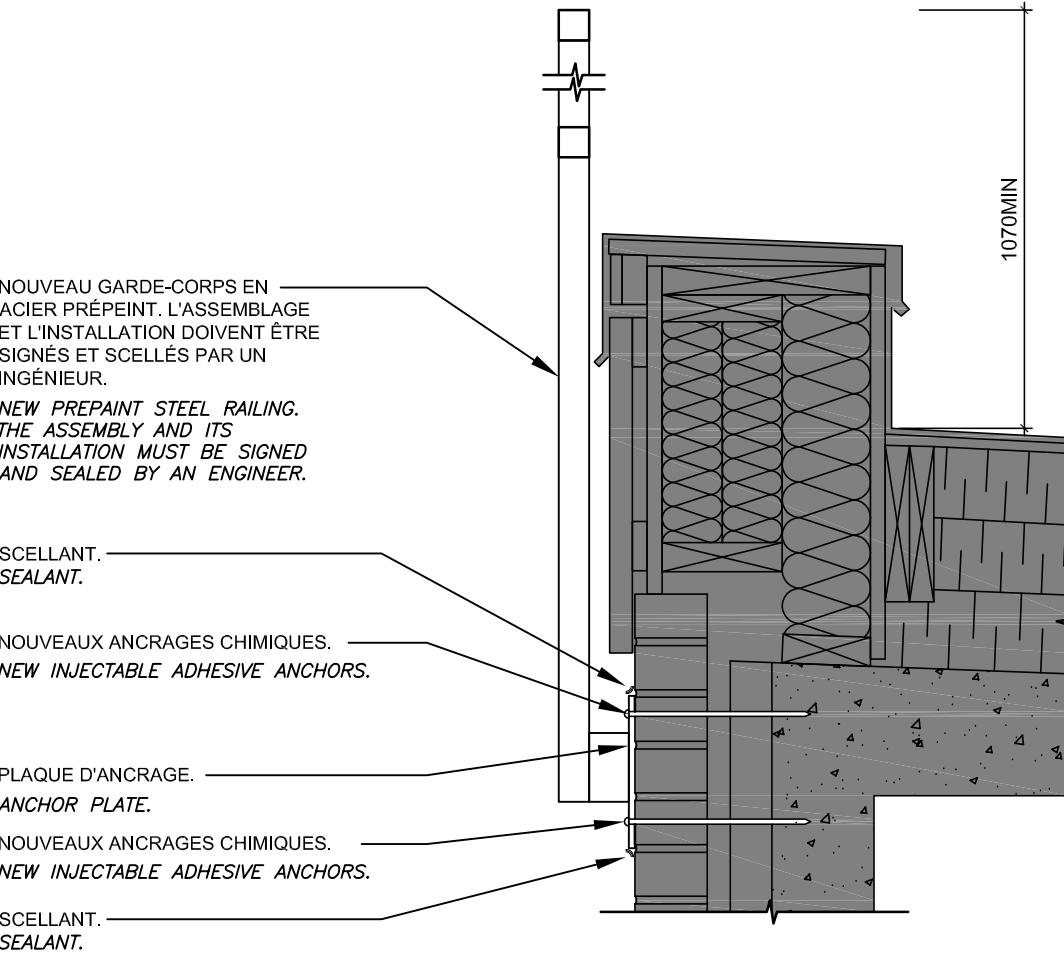 1070MIN
NOUVEAU GARDE-CORPS EN
ACIER PRÉPEINT. L'ASSEMBLAGE
ET L'INSTALLATION DOIVENT ÊTRE
SIGNÉS ET SCELLÉS PAR UN
INGÉNIEUR.
NEW PREPAINT STEEL RAILING.
THE ASSEMBLY AND ITS
INSTALLATION MUST BE SIGNED
AND SEALED BY AN ENGINEER.
SCELLANT.
SEALANT.
NOUVEAUX ANCRAGES CHIMIQUES.
NEW INJECTABLE ADHESIVE ANCHORS.
PLAQUE D'ANCRAGE.
ANCHOR PLATE.
NOUVEAUX ANCRAGES CHIMIQUES.
NEW INJECTABLE ADHESIVE ANCHORS.
SCELLANT.
SEALANT.